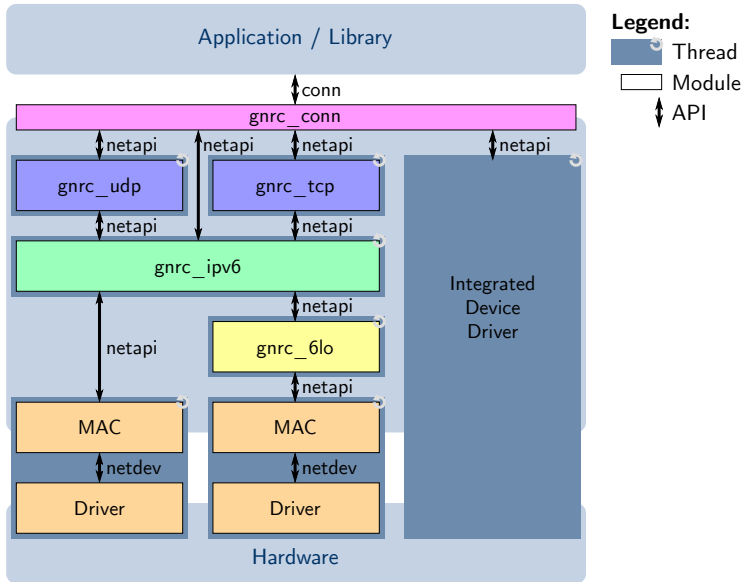 Application / Library
Legend:
Thread
Module
API
conn
gnrc_conn
netapi
netapi
netapi
netapi
gnrc_udp
gnrc_tcp
netapi
netapi
gnrc_ipv6
Integrated
Device
Driver
netapi
netapi
gnrc_6lo
netapi
MAC
MAC
netdev
netdev
Driver
Driver
Hardware